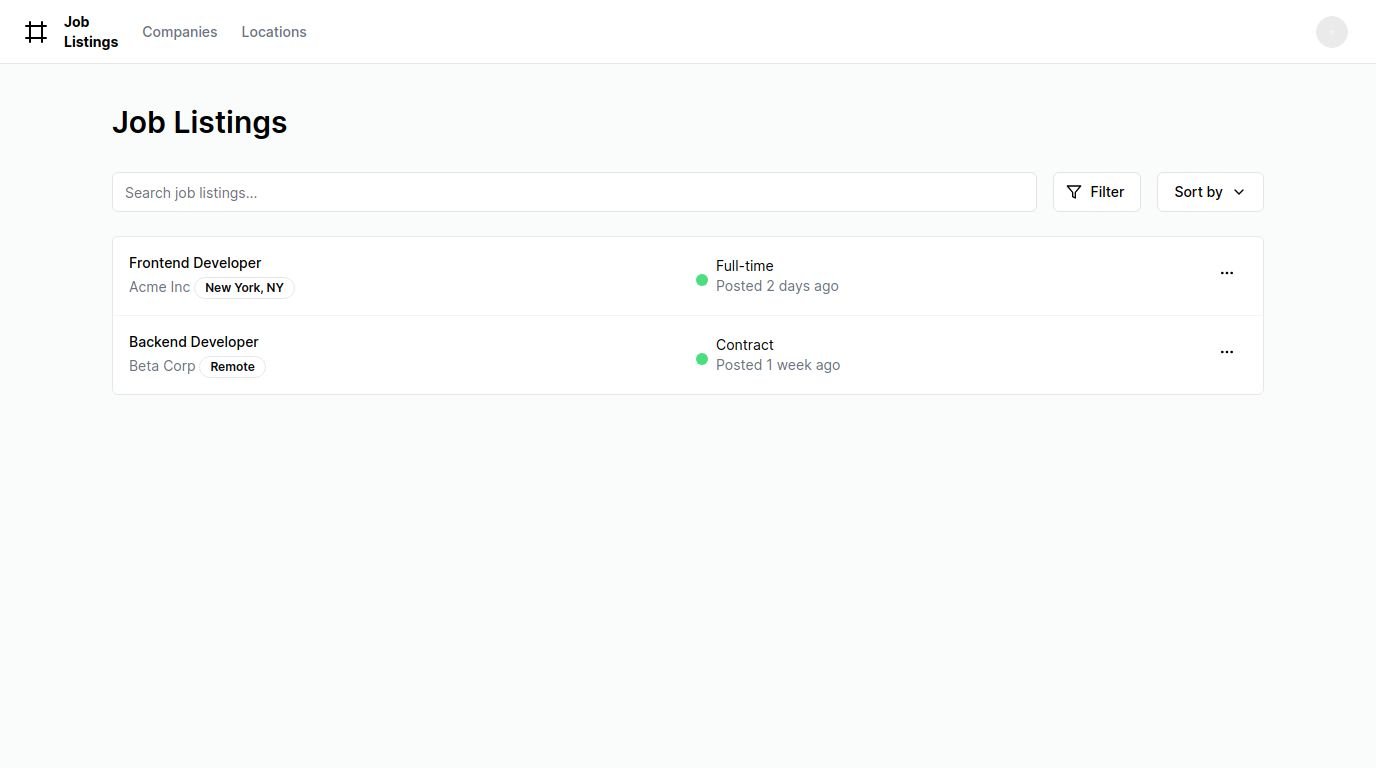 Job
Listings
Companies
Locations
Job Listings
Search job listings...
Filter
Sort by
Frontend Developer
Acme Inc New York, NY
Full-time
Posted 2 days ago
Backend Developer
Beta Corp Remote
Contract
Posted 1 week ago